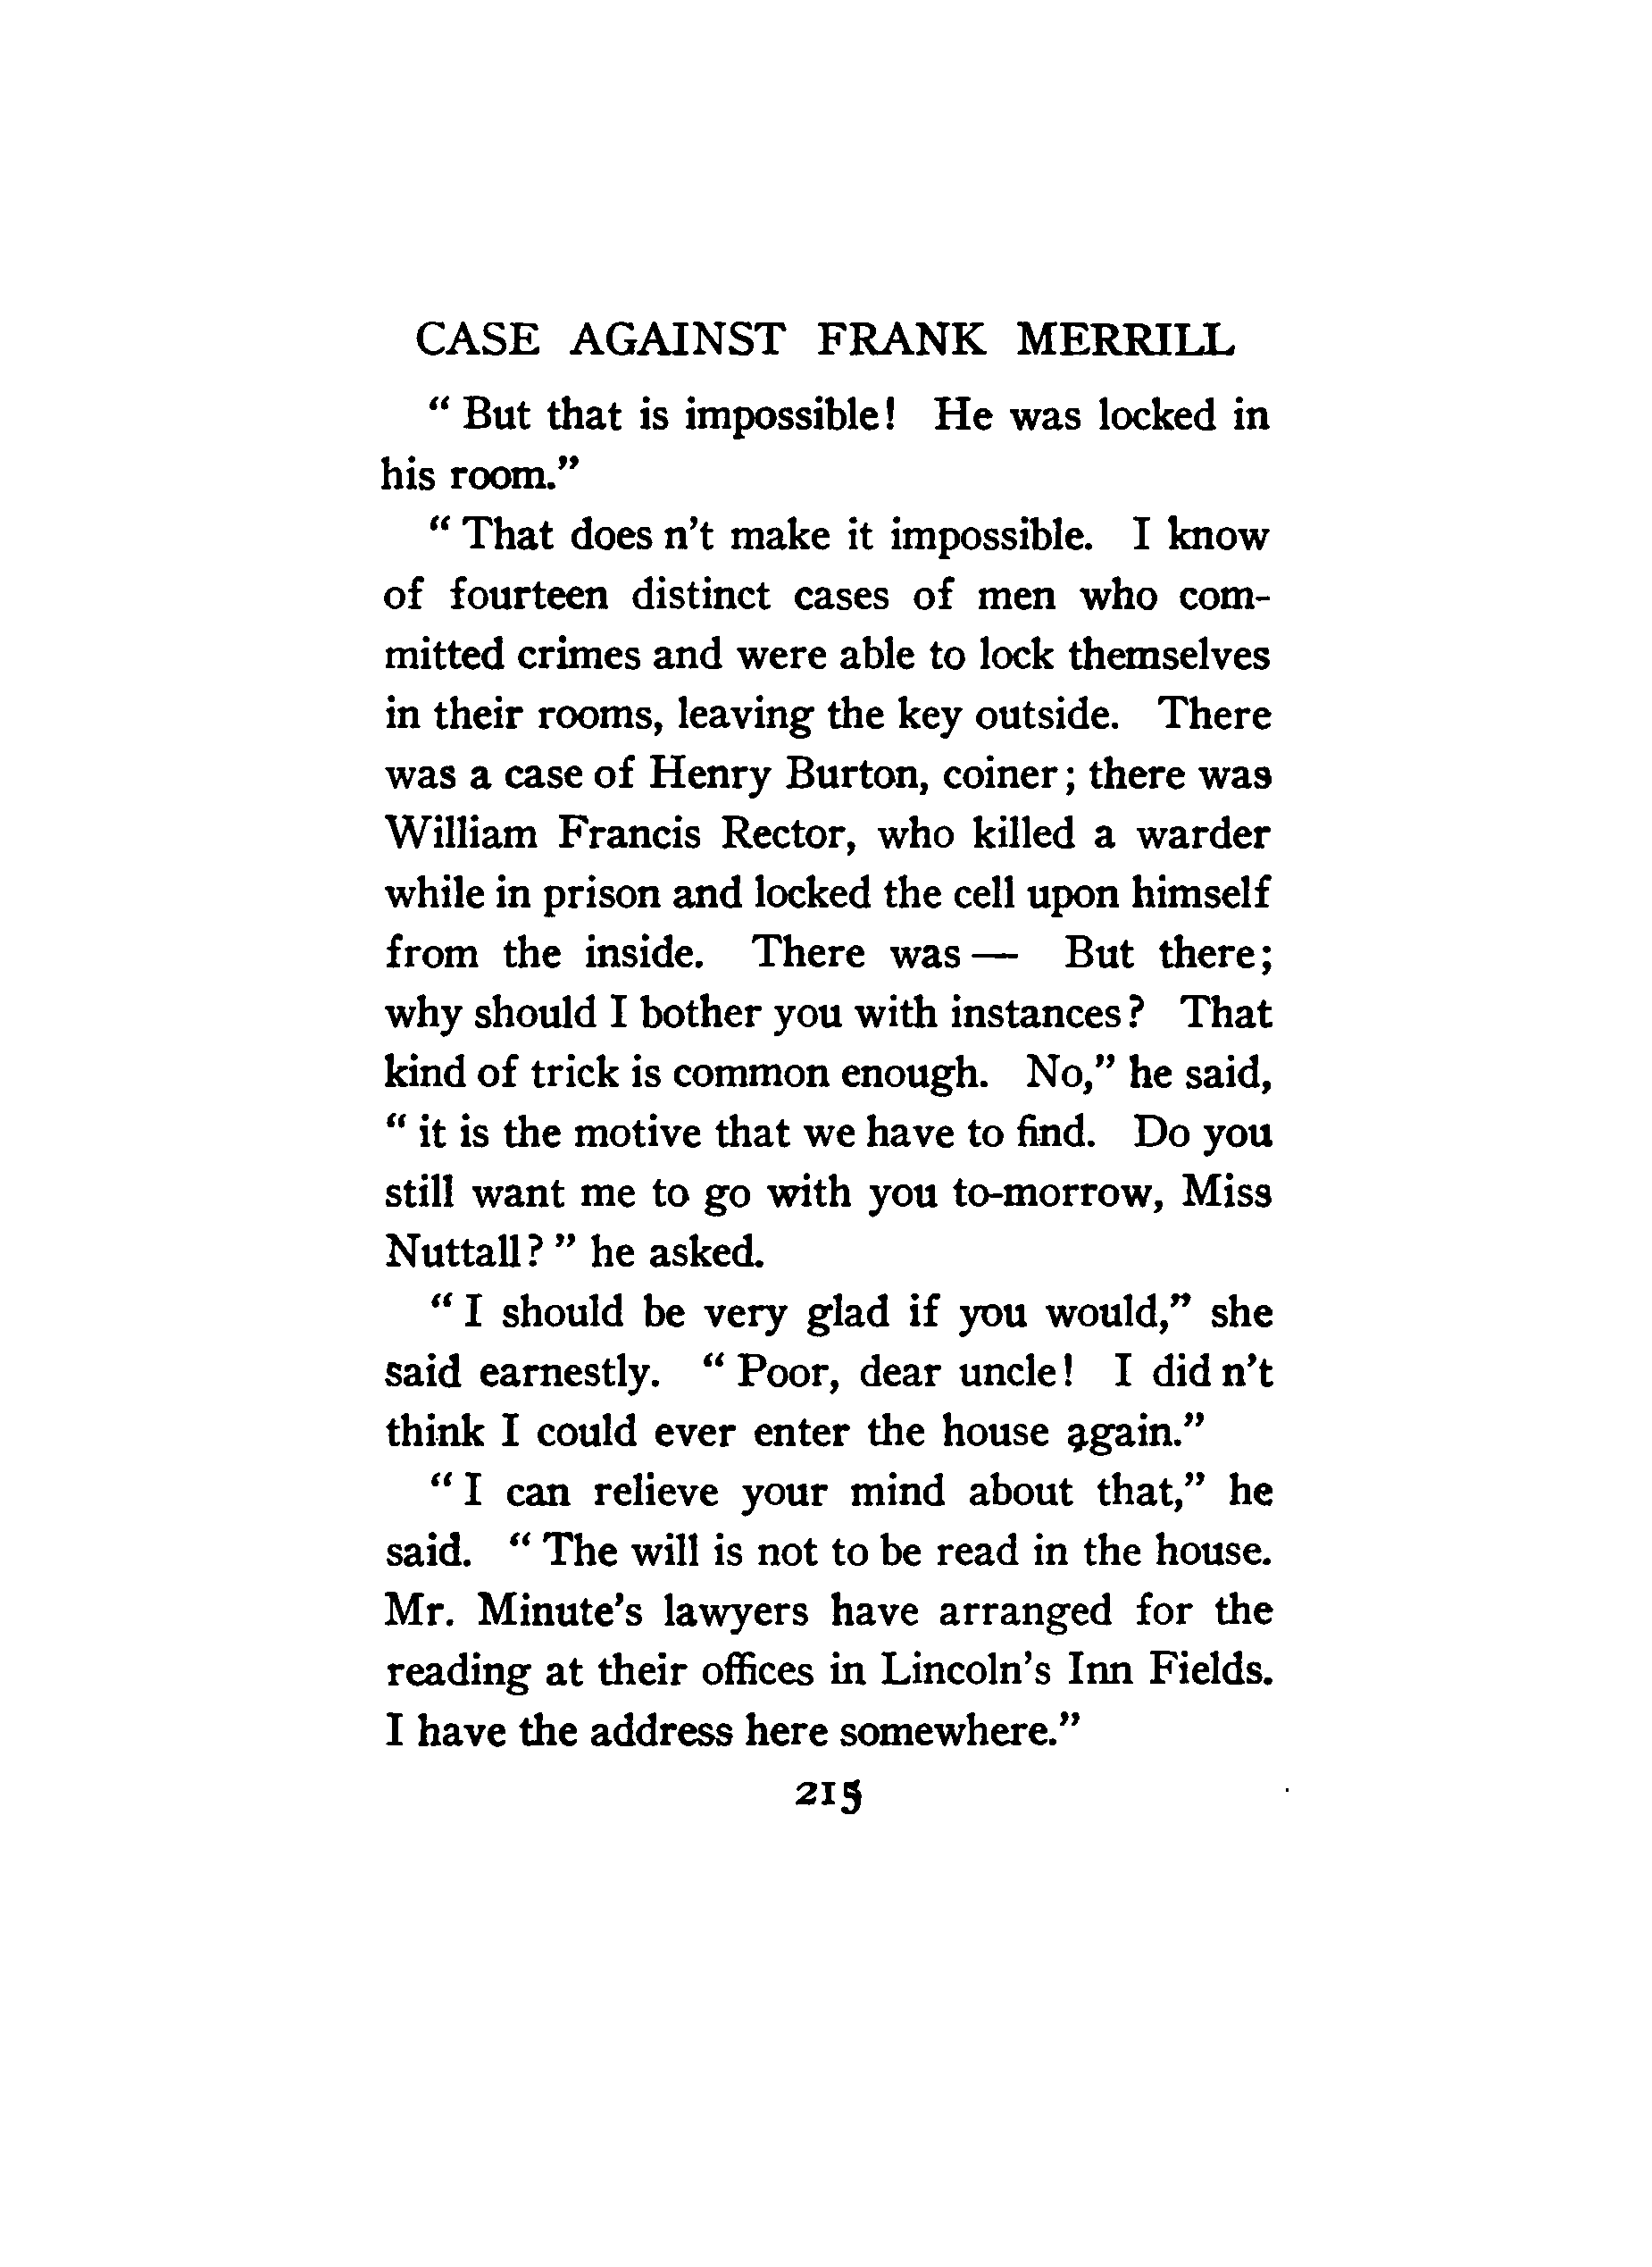 CASE AGAINST FRANK MERRILL
“ But that is impossible! He was locked in
his room.”
“ That does n’t make it impossible. I know
of fourteen distinct cases of men who com-
mitted crimes and were able to lock themselves
in their rooms, leaving the key outside. There
was a case of Henry Burton, coiner; there was
William Francis Rector, who killed a warder
while in prison and locked the cell upon himself
from the inside. There was — But there;
why should I bother you with instances? That
kind of trick is common enough. No,” he said,
“ it is the motive that we have to find. Do you
still want me to go with you to-morrow, Miss
Nuttall? ” he asked.
“ I should be very glad if you would,” she
said earnestly. “ Poor, dear uncle! I did n’t
think I could ever enter the house again.”
“ I can relieve your mind about that,” he
said. “ The will is not to be read in the house.
Mr. Minute’s lawyers have arranged for the
reading at their offices in Lincoln’s Inn Fields.
I have the address here somewhere.”
215